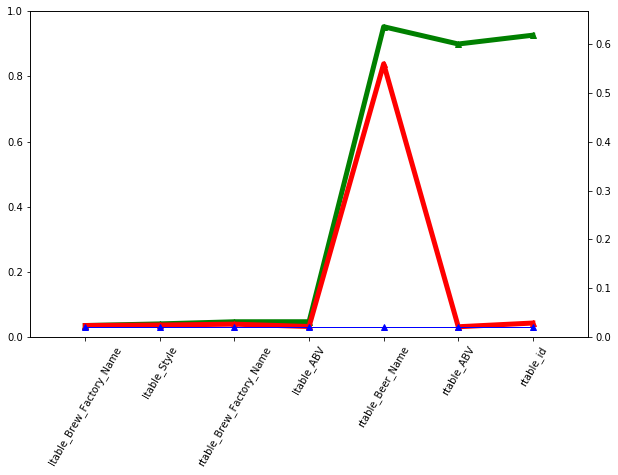 1.0
0.8
0.6
0.4
0.2
0.0
0.6
0.5
0.4
0.3
0.2
0.1
0.0
ltable_Brew_Factory_Name
ltable_Style
rtable_Brew_Factory_Name
ltable_ABV
rtable_Beer_Name
rtable_ABV
rtable_id